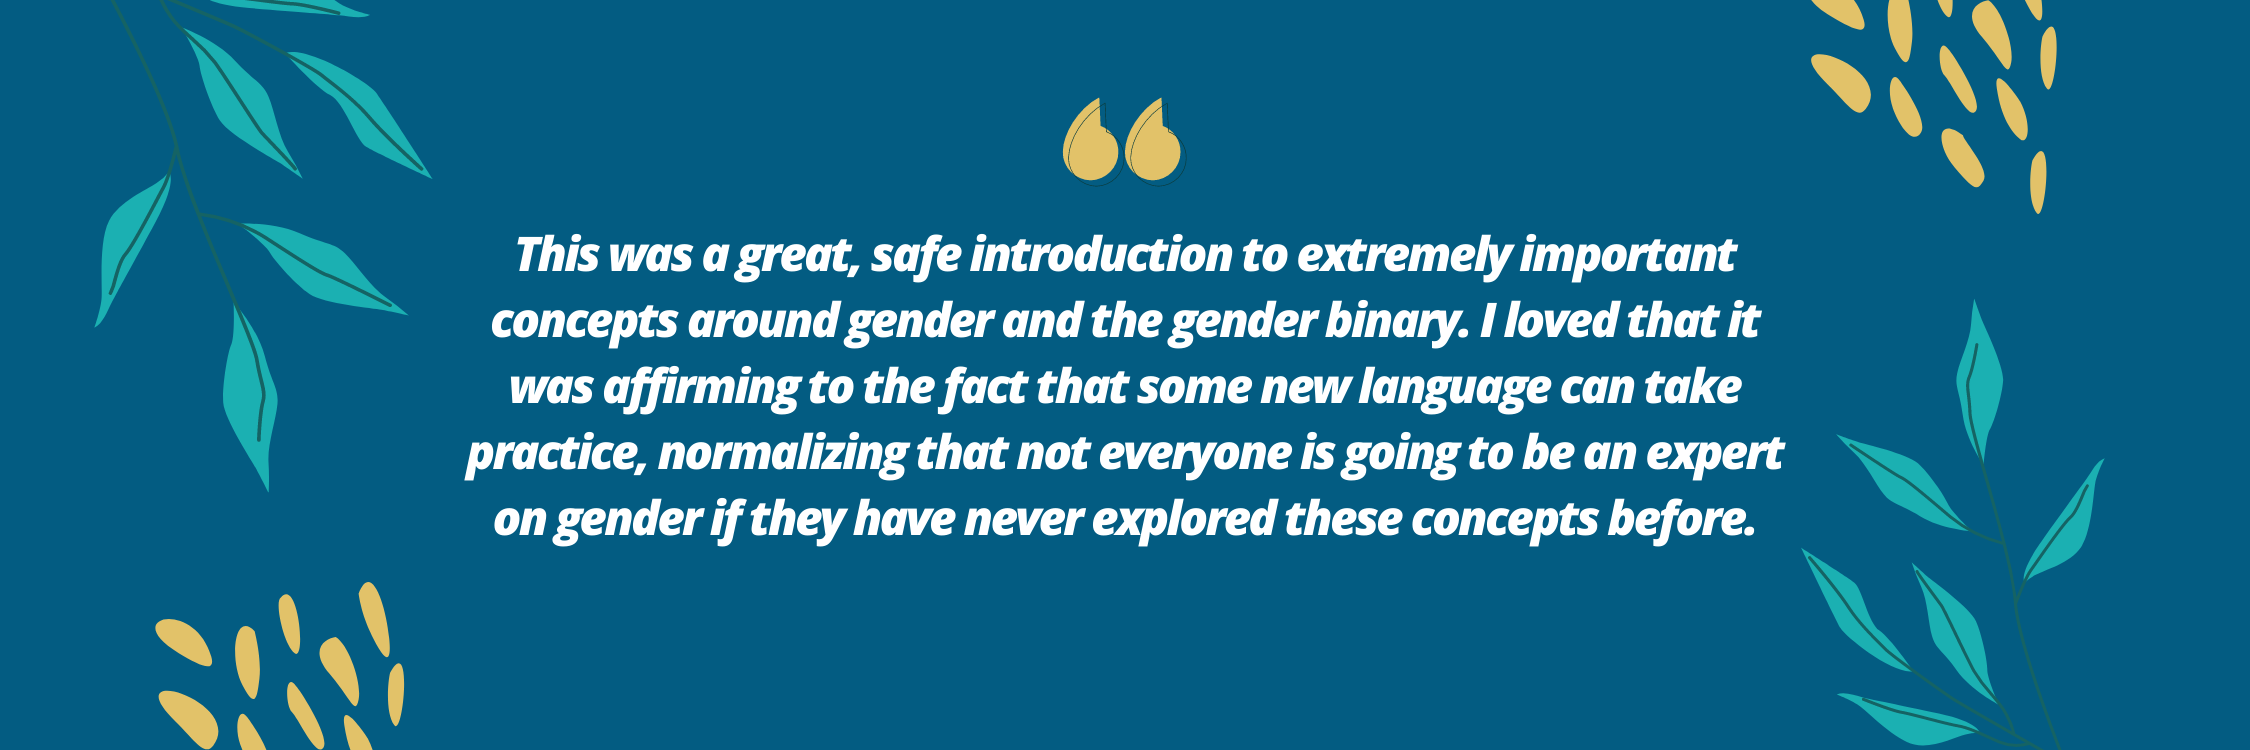 This was a great, safe introduction to extremely important
concepts around gender and the gender binary. I loved that it
was affirming to the fact that some new language can take
practice, normalizing that not everyone is going to be an expert
on gender if they have never explored these concepts before.